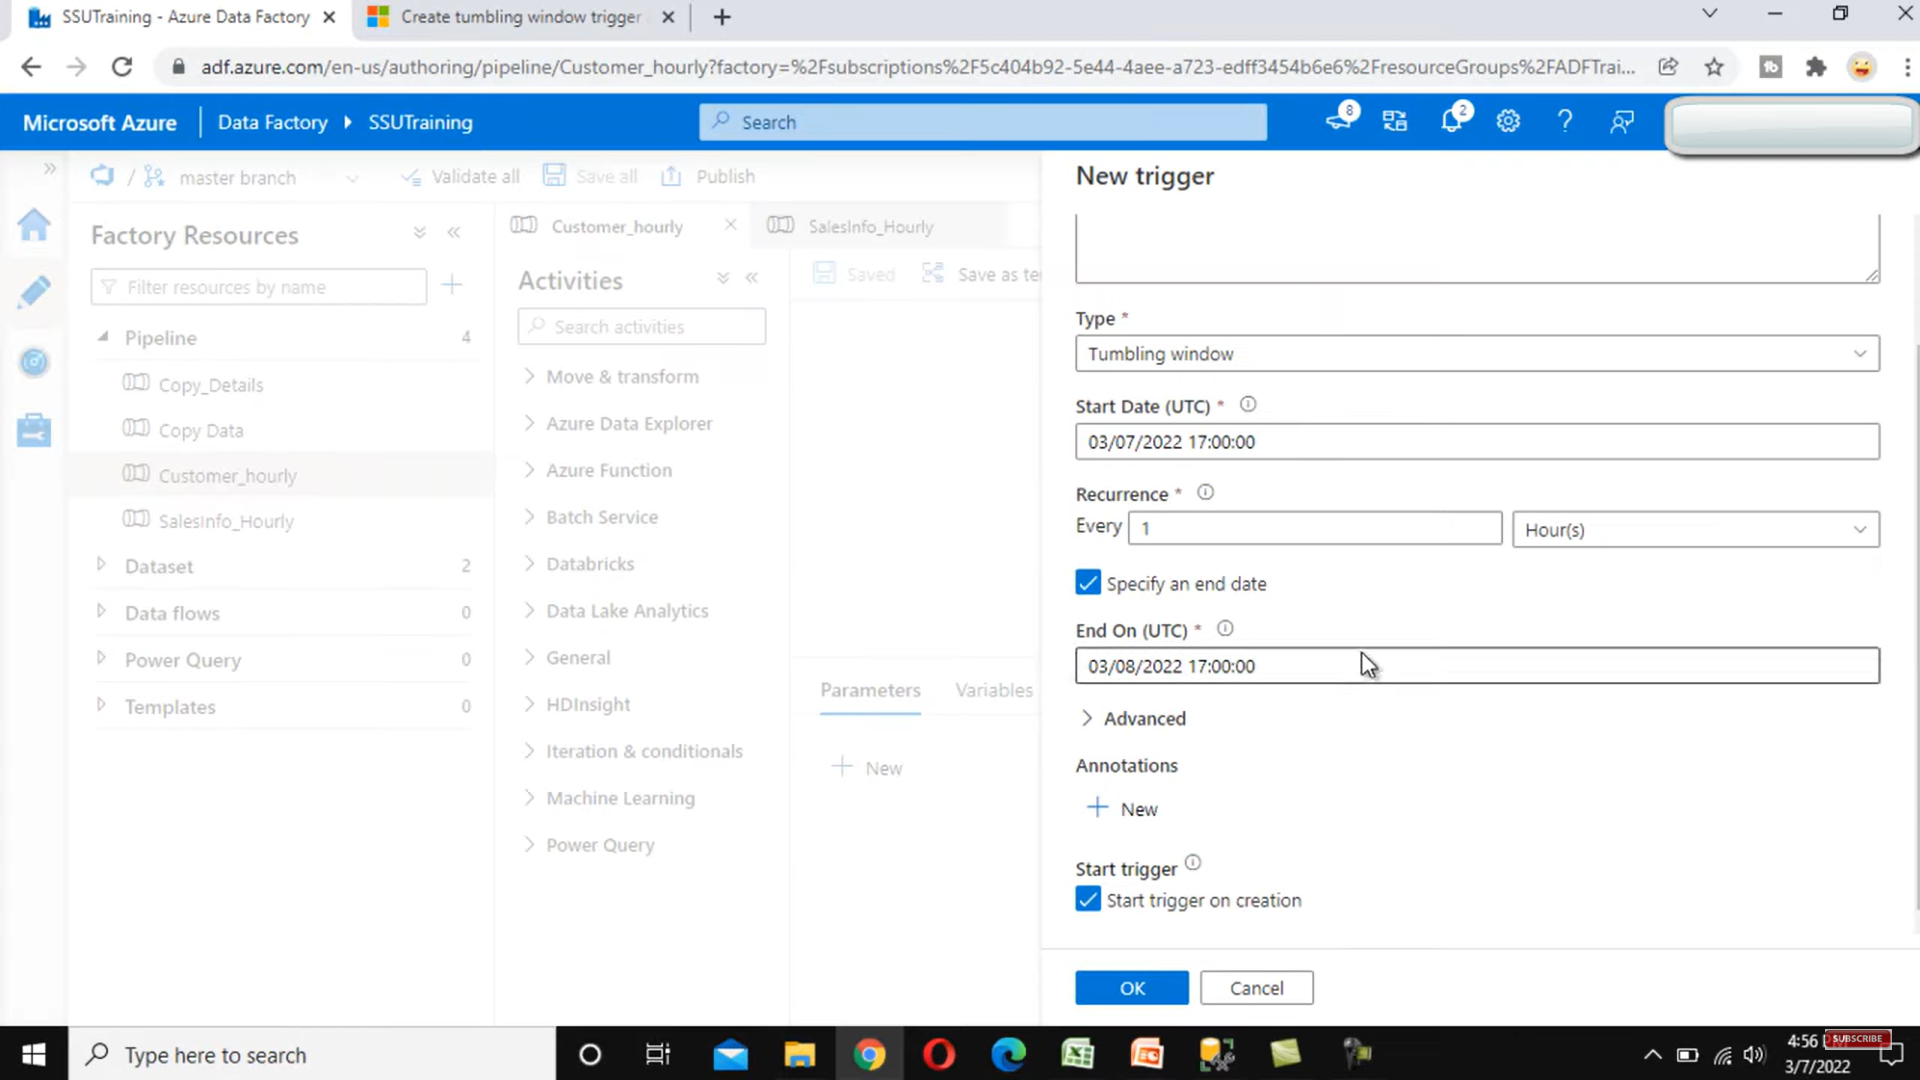 SSUTraining - Azure Data Factory
Create tumbling window trigger
adf.azure.com/en-us/authoring/pipeline/Customer_hourly?factory=%2Fsubscriptions%2F5c404b92-5e44-4aee-a723-edff3454b6e6%2FresourceGroups%2FADFTrai...
Microsoft Azure
Data Factory
SSUTraining
Search
8
2
/ master branch
Validate all
Save all
Publish
New trigger
Factory Resources
Customer_hourly
SalesInfo_Hourly
Filter resources by name
Activities
Saved
Save as te
Search activities
Pipeline 4
Copy_Details
Copy Data
Customer_hourly
SalesInfo_Hourly
Dataset 2
Data flows 0
Power Query 0
Templates 0
Move & transform
Azure Data Explorer
Azure Function
Batch Service
Databricks
Data Lake Analytics
General
HDInsight
Iteration & conditionals
Machine Learning
Power Query
Parameters
Variables
New
Type *
Tumbling window
Start Date (UTC) *
03/07/2022 17:00:00
Recurrence *
Every 1 Hour(s)
Specify an end date
End On (UTC) *
03/08/2022 17:00:00
Advanced
Annotations
New
Start trigger
Start trigger on creation
OK
Cancel
Type here to search
4:56
SUBSCRIBE
3/7/2022